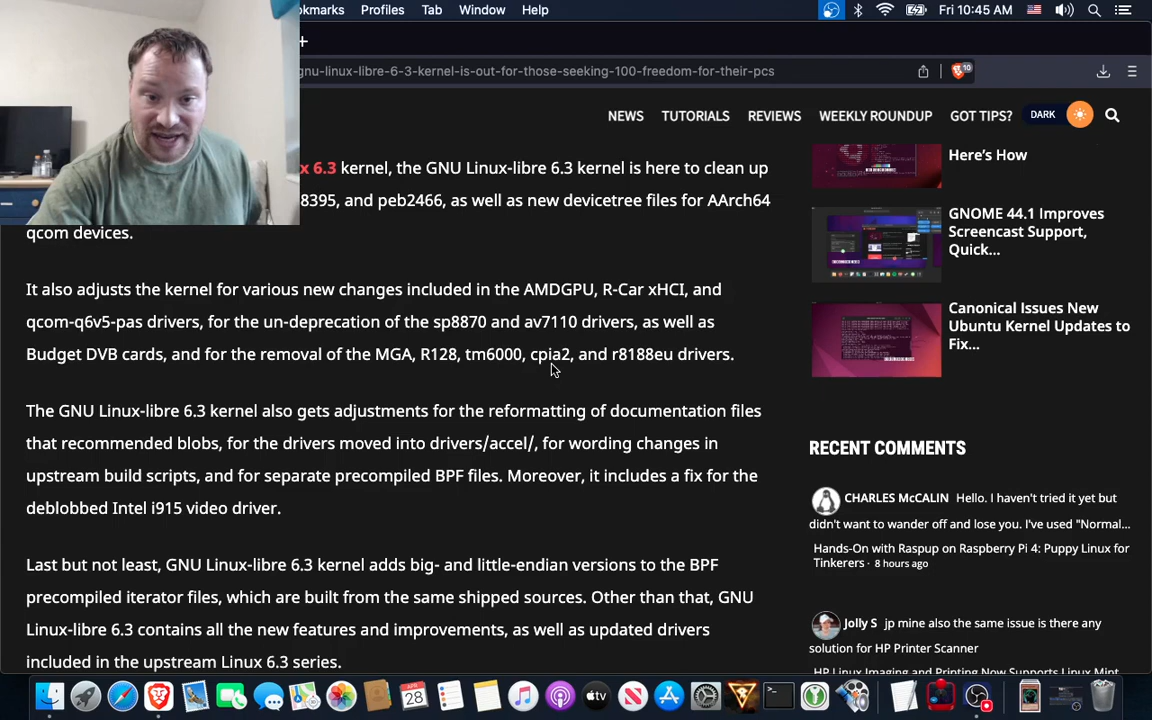 okmarks Profiles Tab Window Help Fri 10:45 AM
gnu-linux-libre-6-3-kernel-is-out-for-those-seeking-100-freedom-for-their-pcs
10
NEWS TUTORIALS REVIEWS WEEKLY ROUNDUP GOT TIPS? DARK
x 6.3 kernel, the GNU Linux-libre 6.3 kernel is here to clean up
8395, and peb2466, as well as new devicetree files for AArch64
qcom devices.
It also adjusts the kernel for various new changes included in the AMDGPU, R-Car xHCI, and
qcom-q6v5-pas drivers, for the un-deprecation of the sp8870 and av7110 drivers, as well as
Budget DVB cards, and for the removal of the MGA, R128, tm6000, cpia2, and r8188eu drivers.
The GNU Linux-libre 6.3 kernel also gets adjustments for the reformatting of documentation files
that recommended blobs, for the drivers moved into drivers/accel/, for wording changes in
upstream build scripts, and for separate precompiled BPF files. Moreover, it includes a fix for the
deblobbed Intel i915 video driver.
Last but not least, GNU Linux-libre 6.3 kernel adds big- and little-endian versions to the BPF
precompiled iterator files, which are built from the same shipped sources. Other than that, GNU
Linux-libre 6.3 contains all the new features and improvements, as well as updated drivers
included in the upstream Linux 6.3 series.
Here's How
GNOME 44.1 Improves
Screencast Support,
Quick...
Canonical Issues New
Ubuntu Kernel Updates to
Fix...
RECENT COMMENTS
CHARLES McCALIN Hello. I haven't tried it yet but
didn't want to wander off and lose you. I've used "Normal...
Hands-On with Raspup on Raspberry Pi 4: Puppy Linux for
Tinkerers · 8 hours ago
Jolly S jp mine also the same issue is there any
solution for HP Printer Scanner
HP Linux Imaging and Printing Now Supports Linux Mint
APR
28
tv